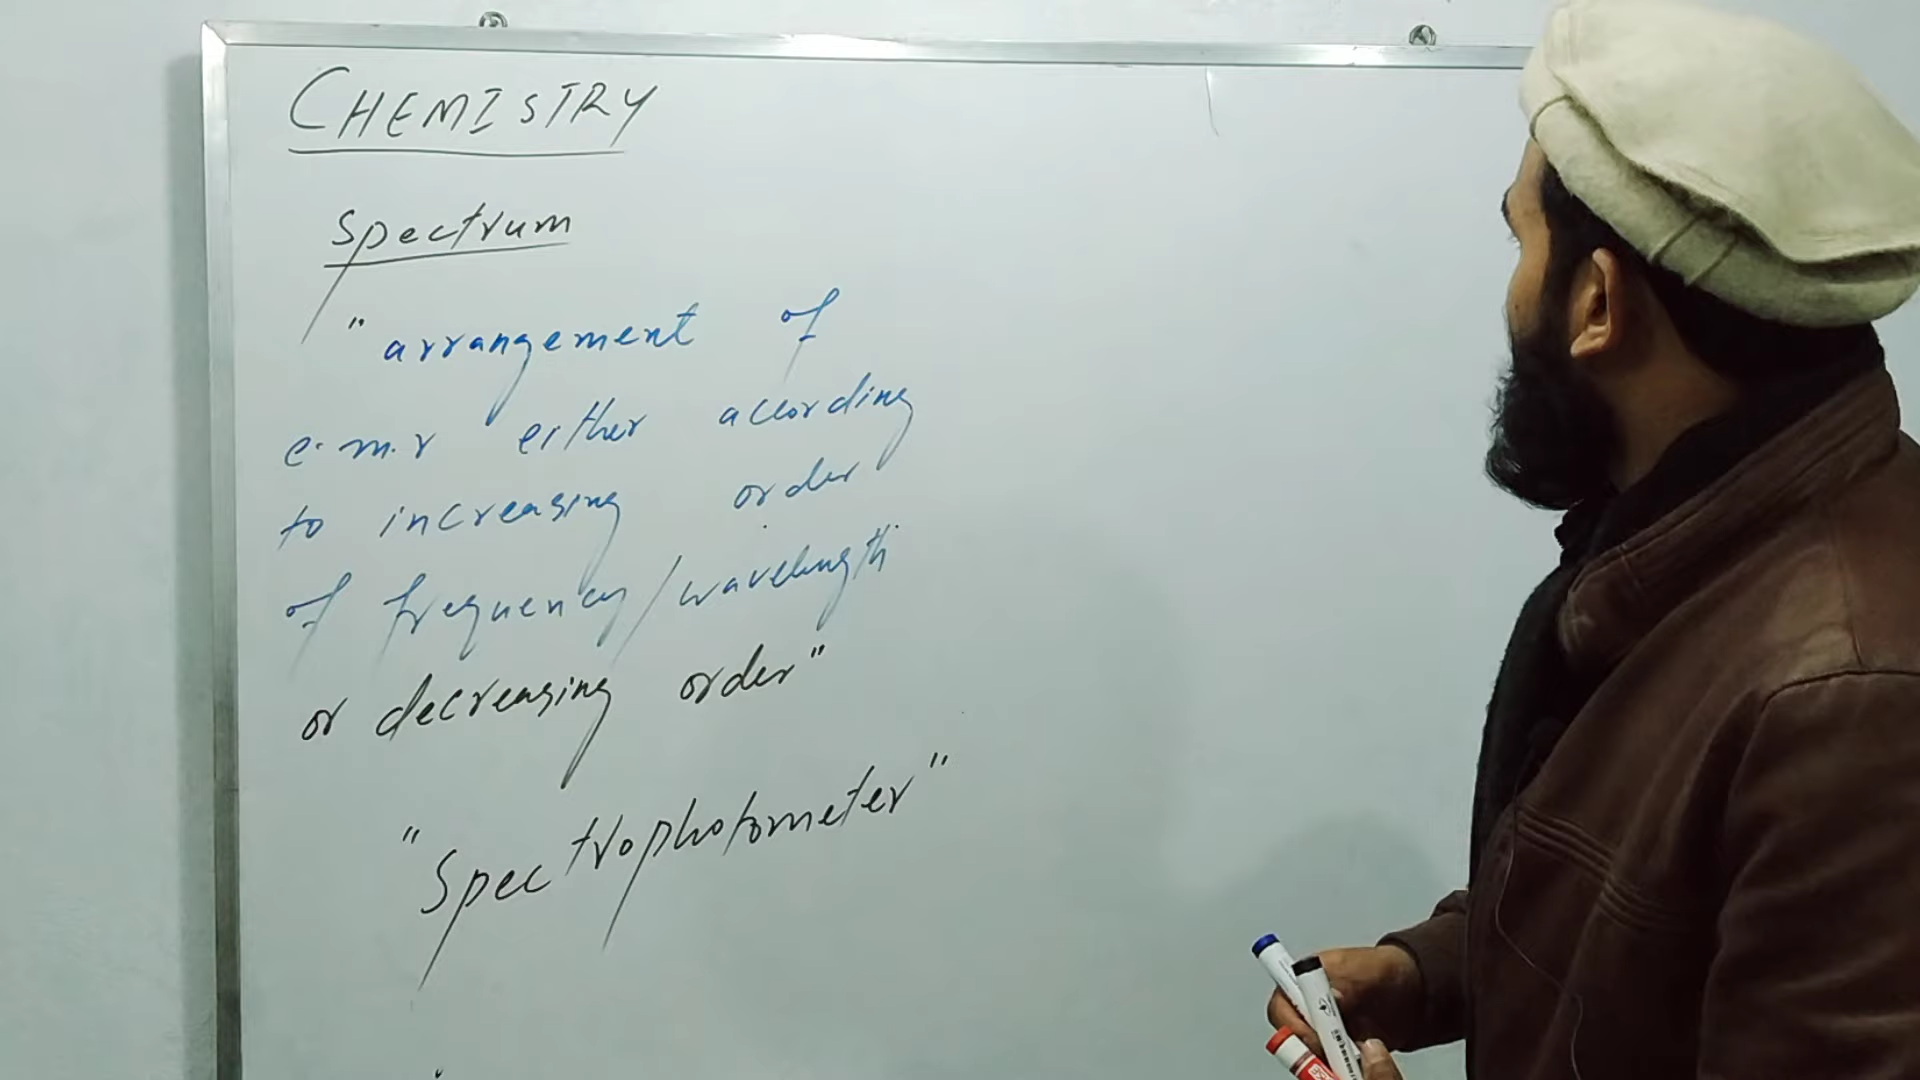 CHEMISTRY
Spectrum
"arrangement of
e.m.r either according
to increasing order
of frequency/wavelength
or decreasing order"
"Spectrophotometer"